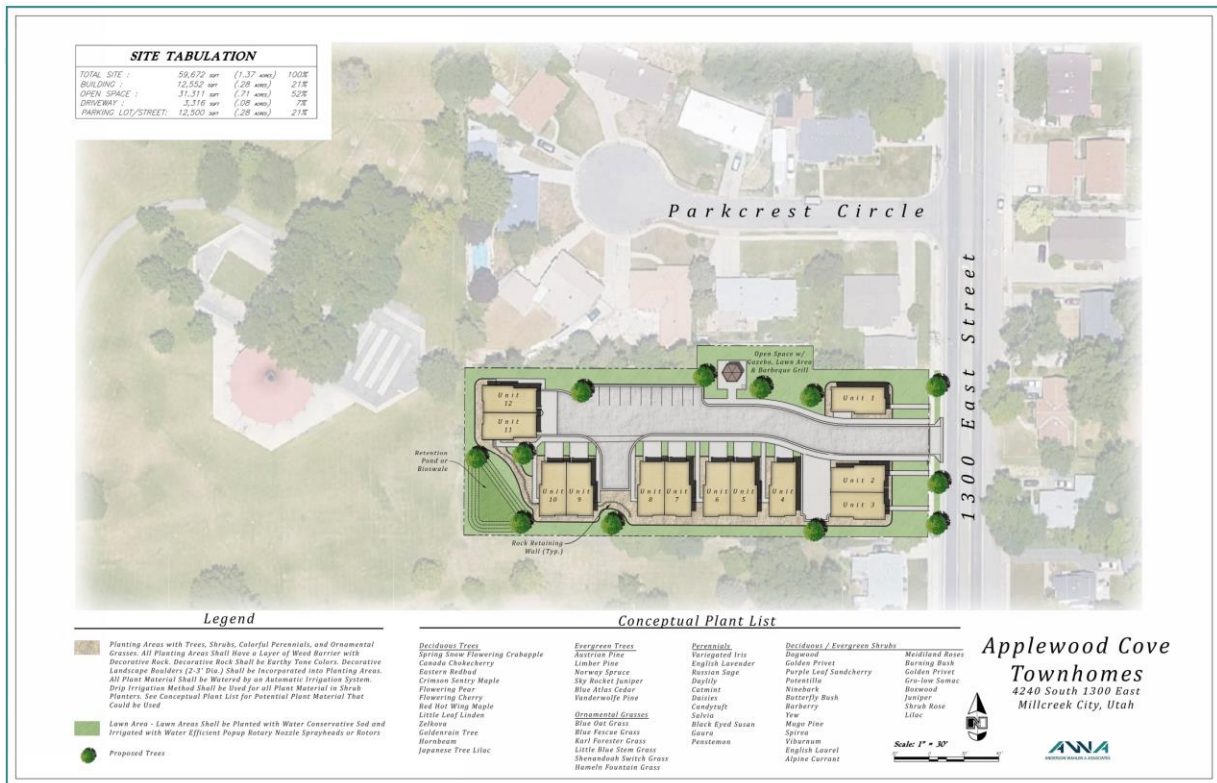 SITE TABULATION
TOTAL SITE : 59,672 SQFT (1.37 ACRES) 100%
BUILDING : 12,552 SQFT (.28 ACRES) 21%
OPEN SPACE : 31,311 SQFT (.71 ACRES) 52%
DRIVEWAY : 3,316 SQFT (.08 ACRES) 7%
PARKING LOT/STREET: 12,500 SQFT (.28 ACRES) 21%
Parkcrest Circle
1300 East Street
Open Space w/
Gazebo, Lawn Area
& Barbeque Grill
Unit 1
Unit
12
Unit
11
Retention
Pond or
Bioswale
Unit
10
Unit
9
Unit
8
Unit
7
Unit
6
Unit
5
Unit
4
Unit 2
Unit 3
Rock Retaining
Wall (Typ.)
Legend
Planting Areas with Trees, Shrubs, Colorful Perennials, and Ornamental
Grasses. All Planting Areas Shall Have a Layer of Weed Barrier with
Decorative Rock. Decorative Rock Shall be Earthy Tone Colors. Decorative
Landscape Boulders (2-3' Dia.) Shall be Incorporated into Planting Areas.
All Plant Material Shall be Watered by an Automatic Irrigation System.
Drip Irrigation Method Shall be Used for all Plant Material in Shrub
Planters. See Conceptual Plant List for Potential Plant Material That
Could be Used
Lawn Area - Lawn Areas Shall be Planted with Water Conservative Sod and
Irrigated with Water Efficient Popup Rotary Nozzle Sprayheads or Rotors
Proposed Trees
Conceptual Plant List
Deciduous Trees
Spring Snow Flowering Crabapple
Canada Chokecherry
Eastern Redbud
Crimson Sentry Maple
Flowering Pear
Flowering Cherry
Red Hot Wing Maple
Little Leaf Linden
Zelkova
Goldenrain Tree
Hornbeam
Japanese Tree Lilac
Evergreen Trees
Austrian Pine
Limber Pine
Norway Spruce
Sky Rocket Juniper
Blue Atlas Cedar
Vanderwolfe Pine
Ornamental Grasses
Blue Oat Grass
Blue Fescue Grass
Karl Forester Grass
Little Blue Stem Grass
Shenandoah Switch Grass
Hameln Fountain Grass
Perennials
Variegated Iris
English Lavender
Russian Sage
Daylily
Catmint
Daisies
Candytuft
Salvia
Black Eyed Susan
Gaura
Penstemon
Deciduous / Evergreen Shrubs
Dogwood
Golden Privet
Purple Leaf Sandcherry
Potentilla
Ninebark
Butterfly Bush
Barberry
Yew
Mugo Pine
Spirea
Viburnum
English Laurel
Alpine Currant
Meidiland Roses
Burning Bush
Golden Privet
Gro-low Sumac
Boxwood
Juniper
Shrub Rose
Lilac
Applewood Cove
Townhomes
4240 South 1300 East
Millcreek City, Utah
Scale: 1" = 30'
AWA
ANDERSON WAHLEN & ASSOCIATES